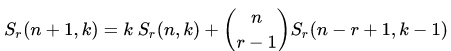 $S_r(n+1,k) = k\ S_r(n,k) + \binom{n}{r-1} S_r(n-r+1,k-1)$